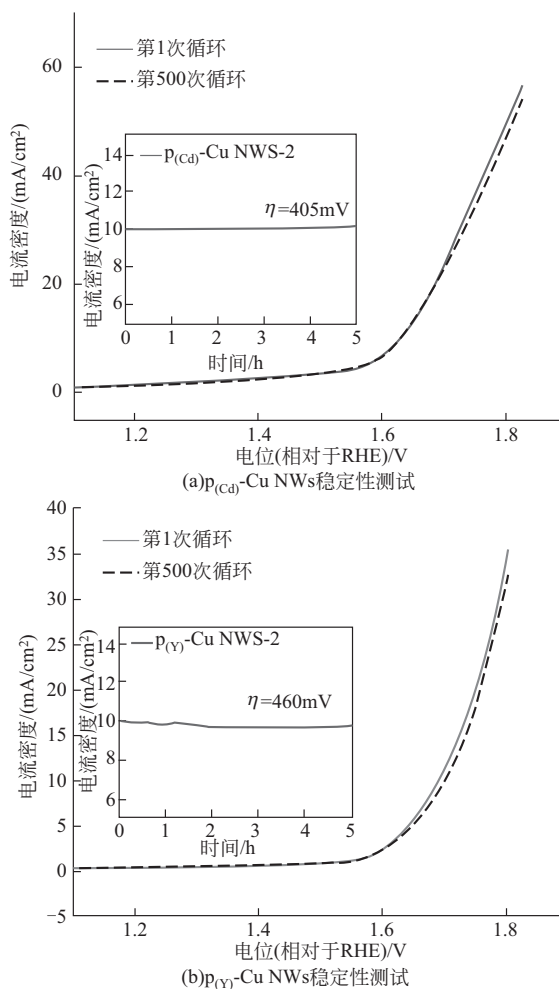 第1次循环
第500次循环
60
40
20
0
电流密度/(mA/cm²)
14
12
10
8
6
电流密度/(mA/cm²)
p(Cd)-Cu NWS-2
η=405mV
0 1 2 3 4 5
时间/h
1.2 1.4 1.6 1.8
电位(相对于RHE)/V
(a)p(Cd)-Cu NWs稳定性测试
40
35
30
25
20
15
10
5
0
−5
电流密度/(mA/cm²)
第1次循环
第500次循环
14
12
10
8
6
电流密度/(mA/cm²)
p(Y)-Cu NWS-2
η=460mV
0 1 2 3 4 5
时间/h
1.2 1.4 1.6 1.8
电位(相对于RHE)/V
(b)p(Y)-Cu NWs稳定性测试